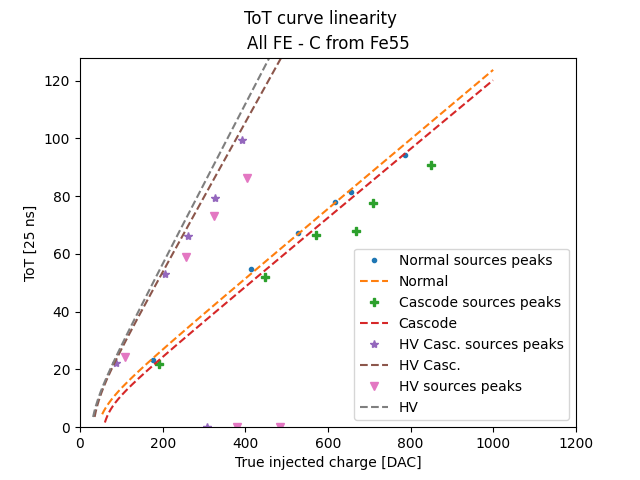 ToT curve linearity
All FE - C from Fe55
120
100
80
60
40
20
0
ToT [25 ns]
Normal sources peaks
Normal
Cascode sources peaks
Cascode
HV Casc. sources peaks
HV Casc.
HV sources peaks
HV
0 200 400 600 800 1000 1200
True injected charge [DAC]